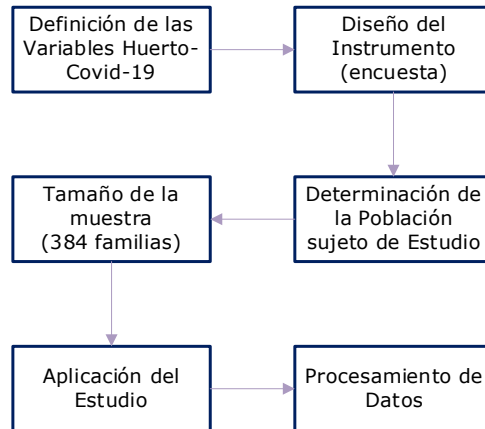 Definición de las
Variables Huerto-
Covid-19
Diseño del
Instrumento
(encuesta)
Determinación de
la Población
sujeto de Estudio
Tamaño de la
muestra
(384 familias)
Aplicación del
Estudio
Procesamiento de
Datos